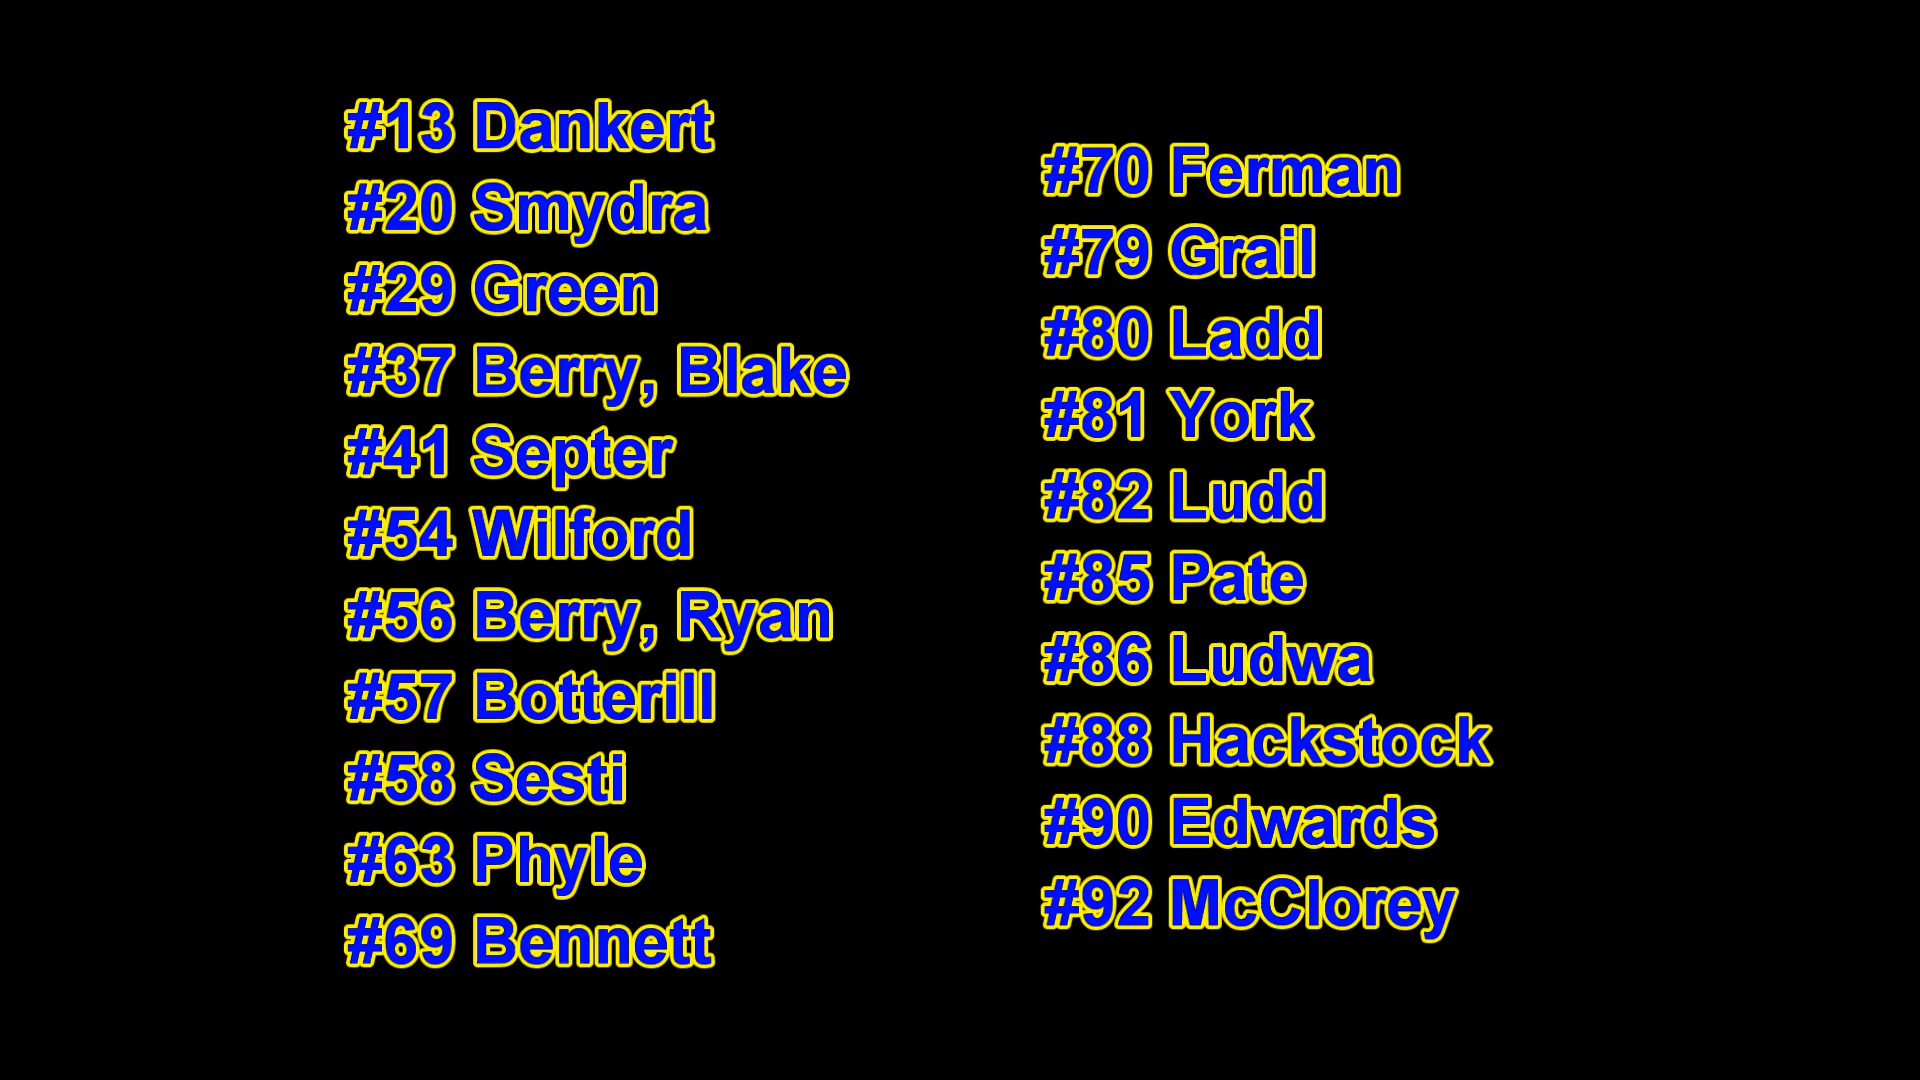 #13 Dankert
#20 Smydra
#29 Green
#37 Berry, Blake
#41 Septer
#54 Wilford
#56 Berry, Ryan
#57 Botterill
#58 Sesti
#63 Phyle
#69 Bennett
#70 Ferman
#79 Grail
#80 Ladd
#81 York
#82 Ludd
#85 Pate
#86 Ludwa
#88 Hackstock
#90 Edwards
#92 McClorey